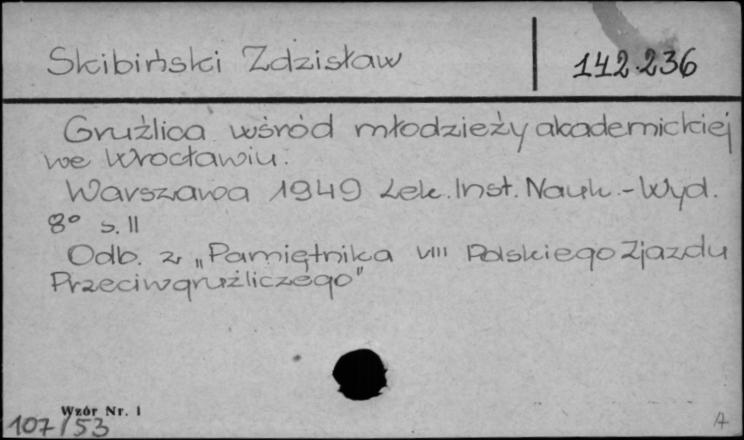 Skibiński Zdzisław 142.236
Gruźlica wśród młodzieży akademickiej
we Wrocławiu.
Warszawa 1949 Lek. Inst. Nauk.-Wyd.
8° s. 11
Odb. z „Pamiętnika VIII Polskiego Zjazdu
Przeciwgruźliczego"
Wzór Nr. 1
107/53
A